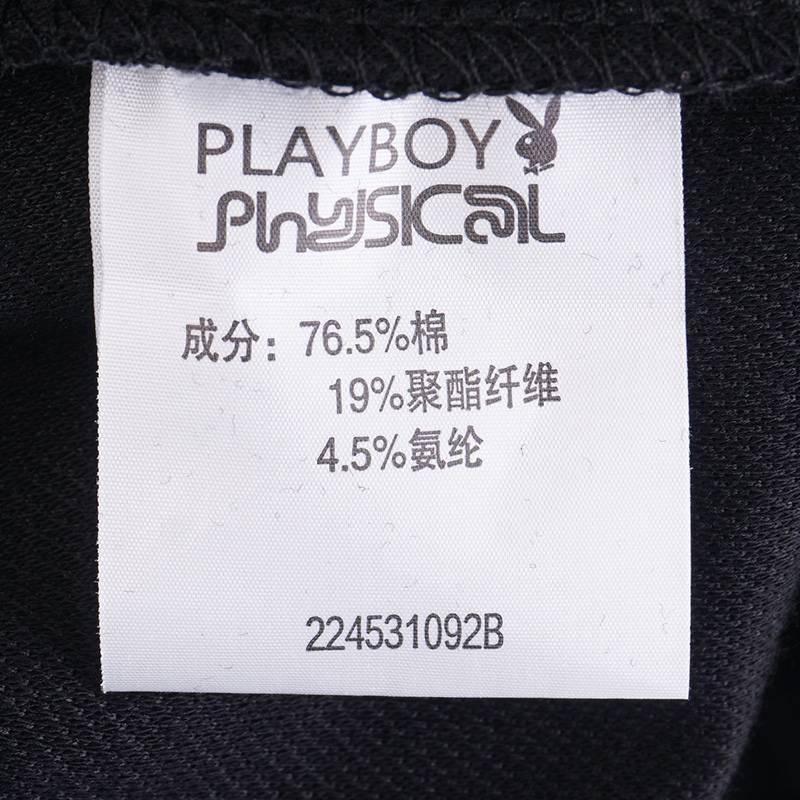 PLAYBOY
Physical
成分：76.5%棉
19%聚酯纤维
4.5%氨纶
224531092B